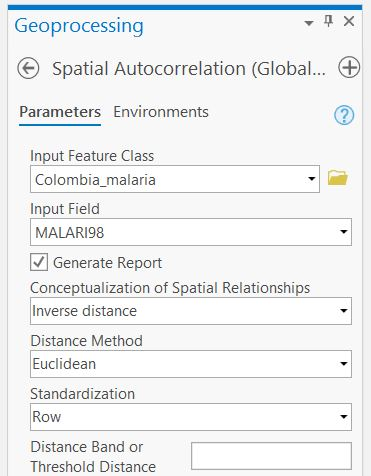 Geoprocessing
Spatial Autocorrelation (Global...
Parameters Environments
Input Feature Class
Colombia_malaria
Input Field
MALARI98
Generate Report
Conceptualization of Spatial Relationships
Inverse distance
Distance Method
Euclidean
Standardization
Row
Distance Band or
Threshold Distance